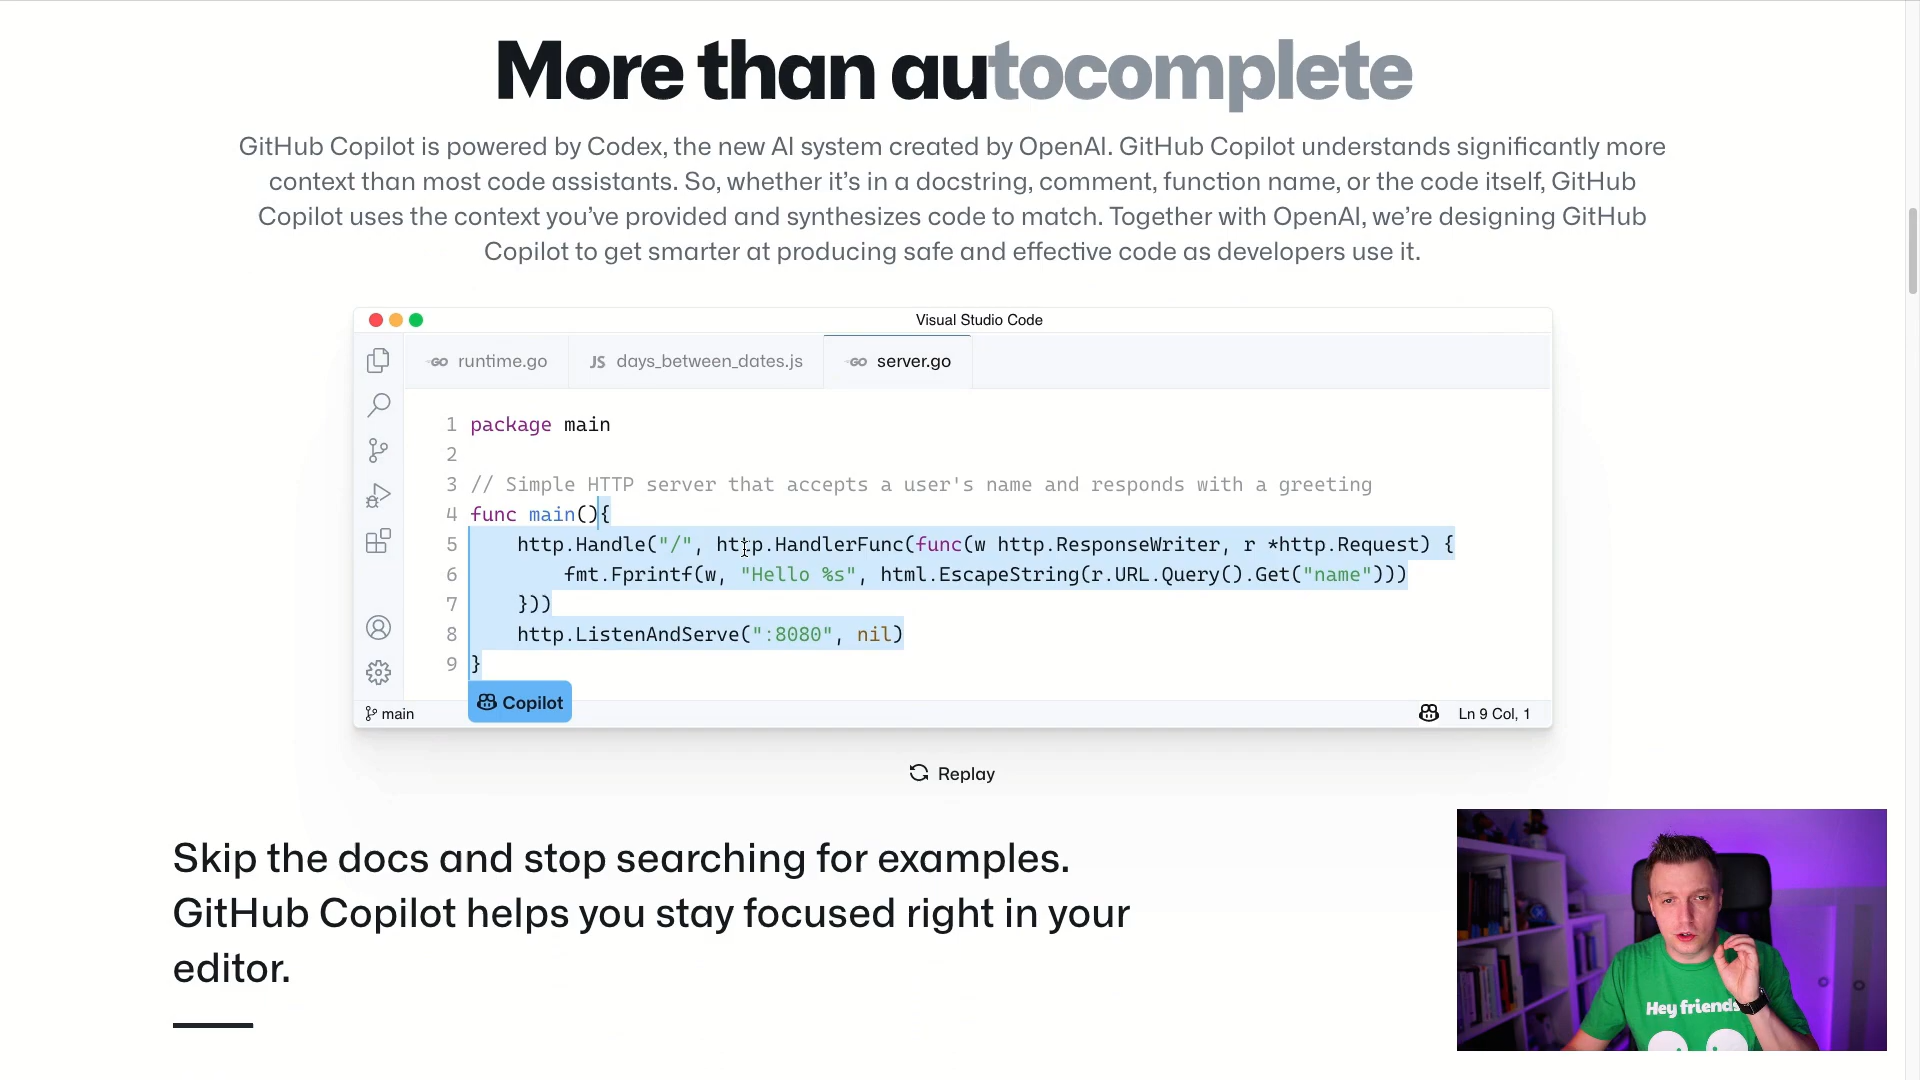 More than autocomplete
GitHub Copilot is powered by Codex, the new AI system created by OpenAI. GitHub Copilot understands significantly more
context than most code assistants. So, whether it’s in a docstring, comment, function name, or the code itself, GitHub
Copilot uses the context you’ve provided and synthesizes code to match. Together with OpenAI, we’re designing GitHub
Copilot to get smarter at producing safe and effective code as developers use it.
Visual Studio Code
GO runtime.go
JS days_between_dates.js
GO server.go
1 package main
2
3 // Simple HTTP server that accepts a user's name and responds with a greeting
4 func main(){
5 http.Handle("/", http.HandlerFunc(func(w http.ResponseWriter, r *http.Request) {
6 fmt.Fprintf(w, "Hello %s", html.EscapeString(r.URL.Query().Get("name")))
7 }))
8 http.ListenAndServe(":8080", nil)
9 }
Copilot
main
Ln 9 Col, 1
Replay
Skip the docs and stop searching for examples.
GitHub Copilot helps you stay focused right in your
editor.
Hey friends